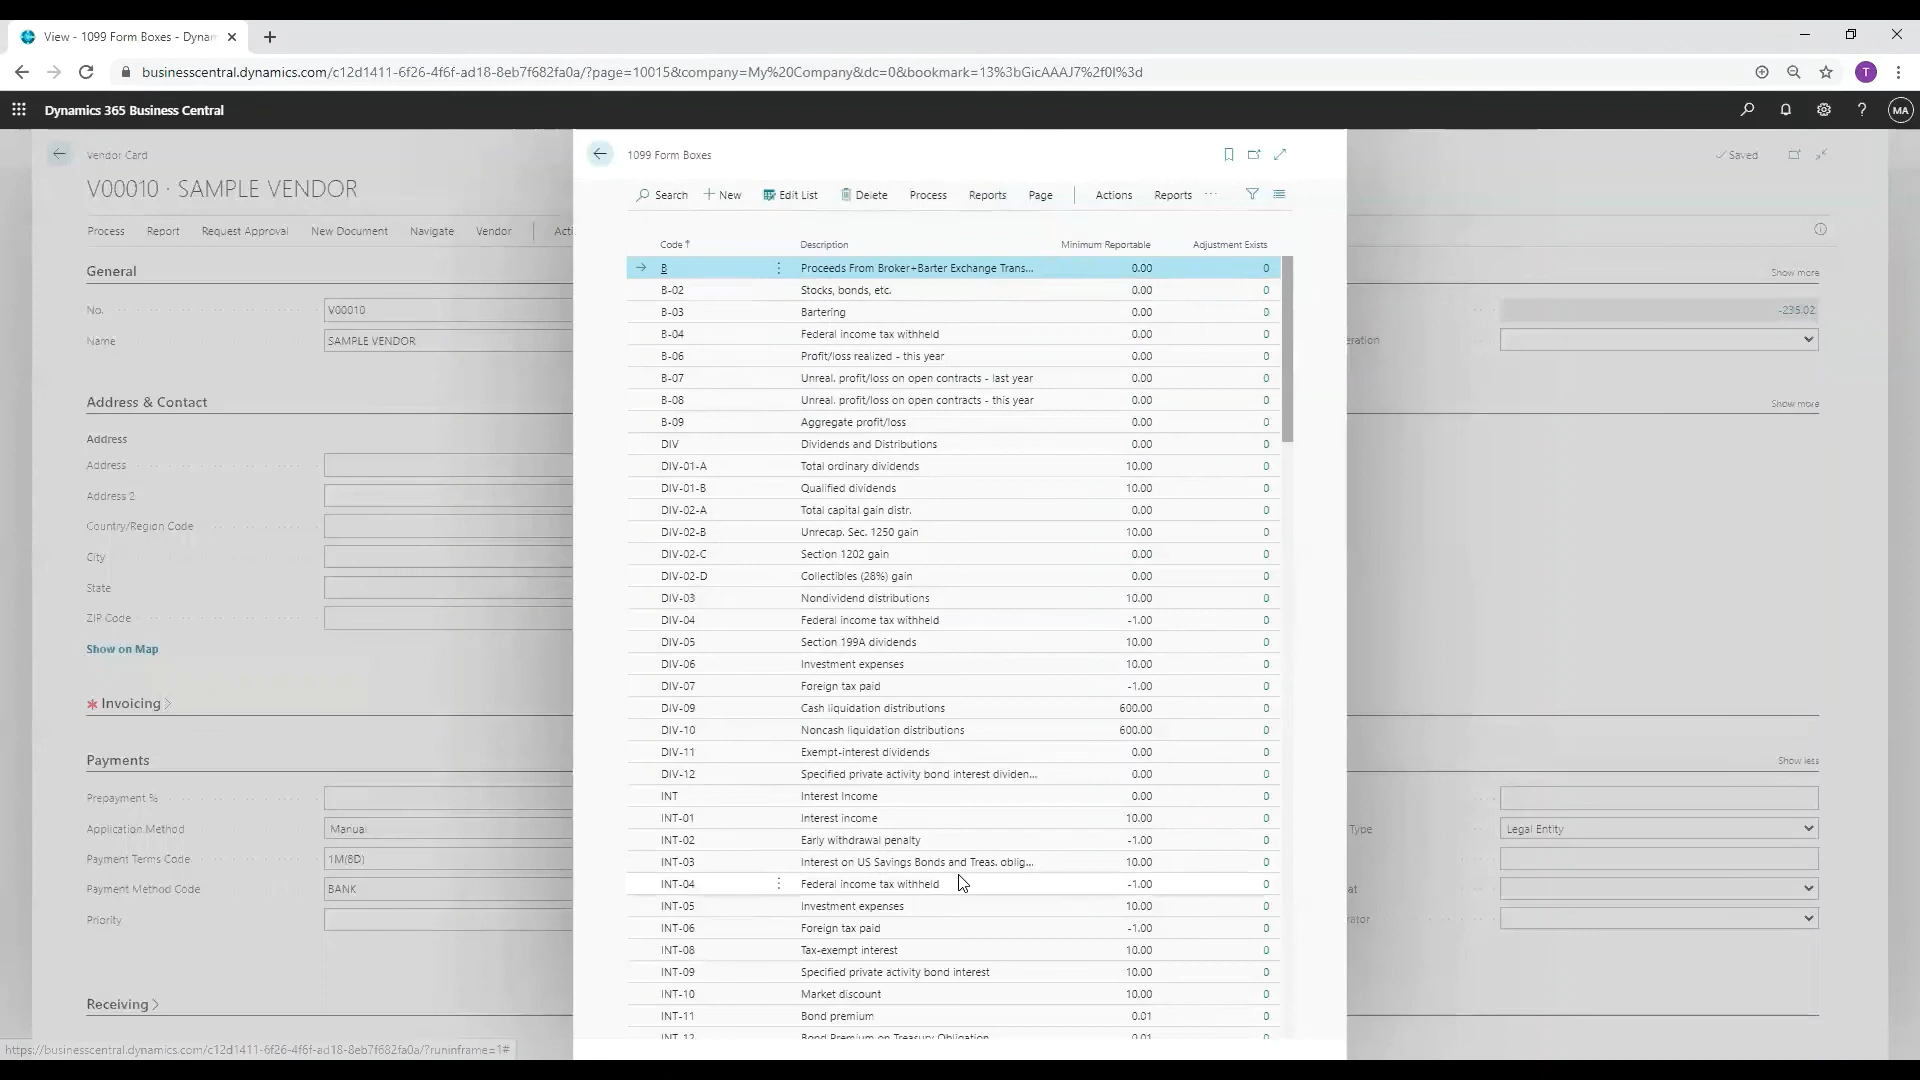 View - 1099 Form Boxes - Dynam
businesscentral.dynamics.com/c12d1411-6f26-4f6f-ad18-8eb7f682fa0a/?page=10015&company=My%20Company&dc=0&bookmark=13%3bGicAAAJ7%2f0I%3d
T
Dynamics 365 Business Central
MA
Vendor Card
Saved
V00010 · SAMPLE VENDOR
Process Report Request Approval New Document Navigate Vendor
General
Show more
No. V00010
-235.02
Name SAMPLE VENDOR
Address & Contact
Show more
Address
Address
Address 2
Country/Region Code
City
State
ZIP Code
Show on Map
Invoicing
Payments
Show less
Prepayment %
Application Method Manual
Type Legal Entity
Payment Terms Code 1M(8D)
Payment Method Code BANK
Priority
Receiving
https://businesscentral.dynamics.com/c12d1411-6f26-4f6f-ad18-8eb7f682fa0a/?runinframe=1#
1099 Form Boxes
Search New Edit List Delete Process Reports Page Actions Reports ...
Code ↑ Description Minimum Reportable Adjustment Exists
B Proceeds From Broker+Barter Exchange Trans... 0.00 0
B-02 Stocks, bonds, etc. 0.00 0
B-03 Bartering 0.00 0
B-04 Federal income tax withheld 0.00 0
B-06 Profit/loss realized - this year 0.00 0
B-07 Unreal. profit/loss on open contracts - last year 0.00 0
B-08 Unreal. profit/loss on open contracts - this year 0.00 0
B-09 Aggregate profit/loss 0.00 0
DIV Dividends and Distributions 0.00 0
DIV-01-A Total ordinary dividends 10.00 0
DIV-01-B Qualified dividends 10.00 0
DIV-02-A Total capital gain distr. 0.00 0
DIV-02-B Unrecap. Sec. 1250 gain 10.00 0
DIV-02-C Section 1202 gain 0.00 0
DIV-02-D Collectibles (28%) gain 0.00 0
DIV-03 Nondividend distributions 10.00 0
DIV-04 Federal income tax withheld -1.00 0
DIV-05 Section 199A dividends 10.00 0
DIV-06 Investment expenses 10.00 0
DIV-07 Foreign tax paid -1.00 0
DIV-09 Cash liquidation distributions 600.00 0
DIV-10 Noncash liquidation distributions 600.00 0
DIV-11 Exempt-interest dividends 0.00 0
DIV-12 Specified private activity bond interest dividen... 0.00 0
INT Interest Income 0.00 0
INT-01 Interest income 10.00 0
INT-02 Early withdrawal penalty -1.00 0
INT-03 Interest on US Savings Bonds and Treas. oblig... 10.00 0
INT-04 Federal income tax withheld -1.00 0
INT-05 Investment expenses 10.00 0
INT-06 Foreign tax paid -1.00 0
INT-08 Tax-exempt interest 10.00 0
INT-09 Specified private activity bond interest 10.00 0
INT-10 Market discount 10.00 0
INT-11 Bond premium 0.01 0
INT-12 Bond Premium on Treasury Obligation 0.01 0